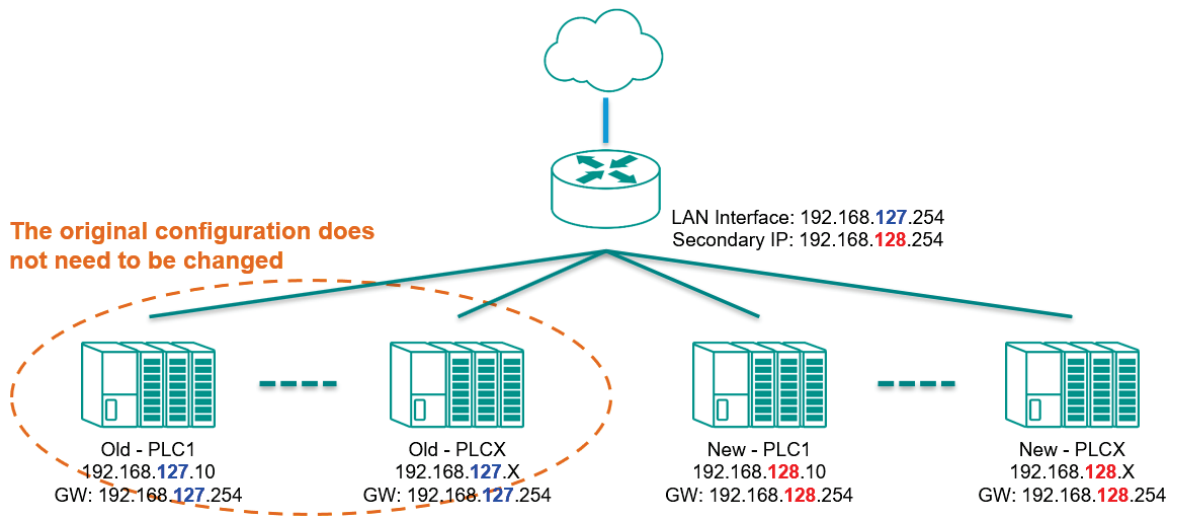 LAN Interface: 192.168.127.254
Secondary IP: 192.168.128.254
The original configuration does
not need to be changed
Old - PLC1
192.168.127.10
GW: 192.168.127.254
Old - PLCX
192.168.127.X
GW: 192.168.127.254
New - PLC1
192.168.128.10
GW: 192.168.128.254
New - PLCX
192.168.128.X
GW: 192.168.128.254